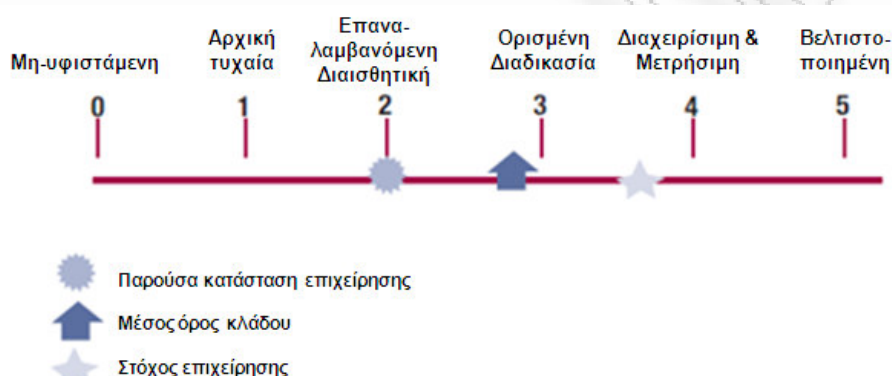 Μη-υφιστάμενη
Αρχική
τυχαία
Επανα-
λαμβανόμενη
Διαισθητική
Ορισμένη
Διαδικασία
Διαχειρίσιμη &
Μετρήσιμη
Βελτιστο-
ποιημένη
0 1 2 3 4 5
Παρούσα κατάσταση επιχείρησης
Μέσος όρος κλάδου
Στόχος επιχείρησης